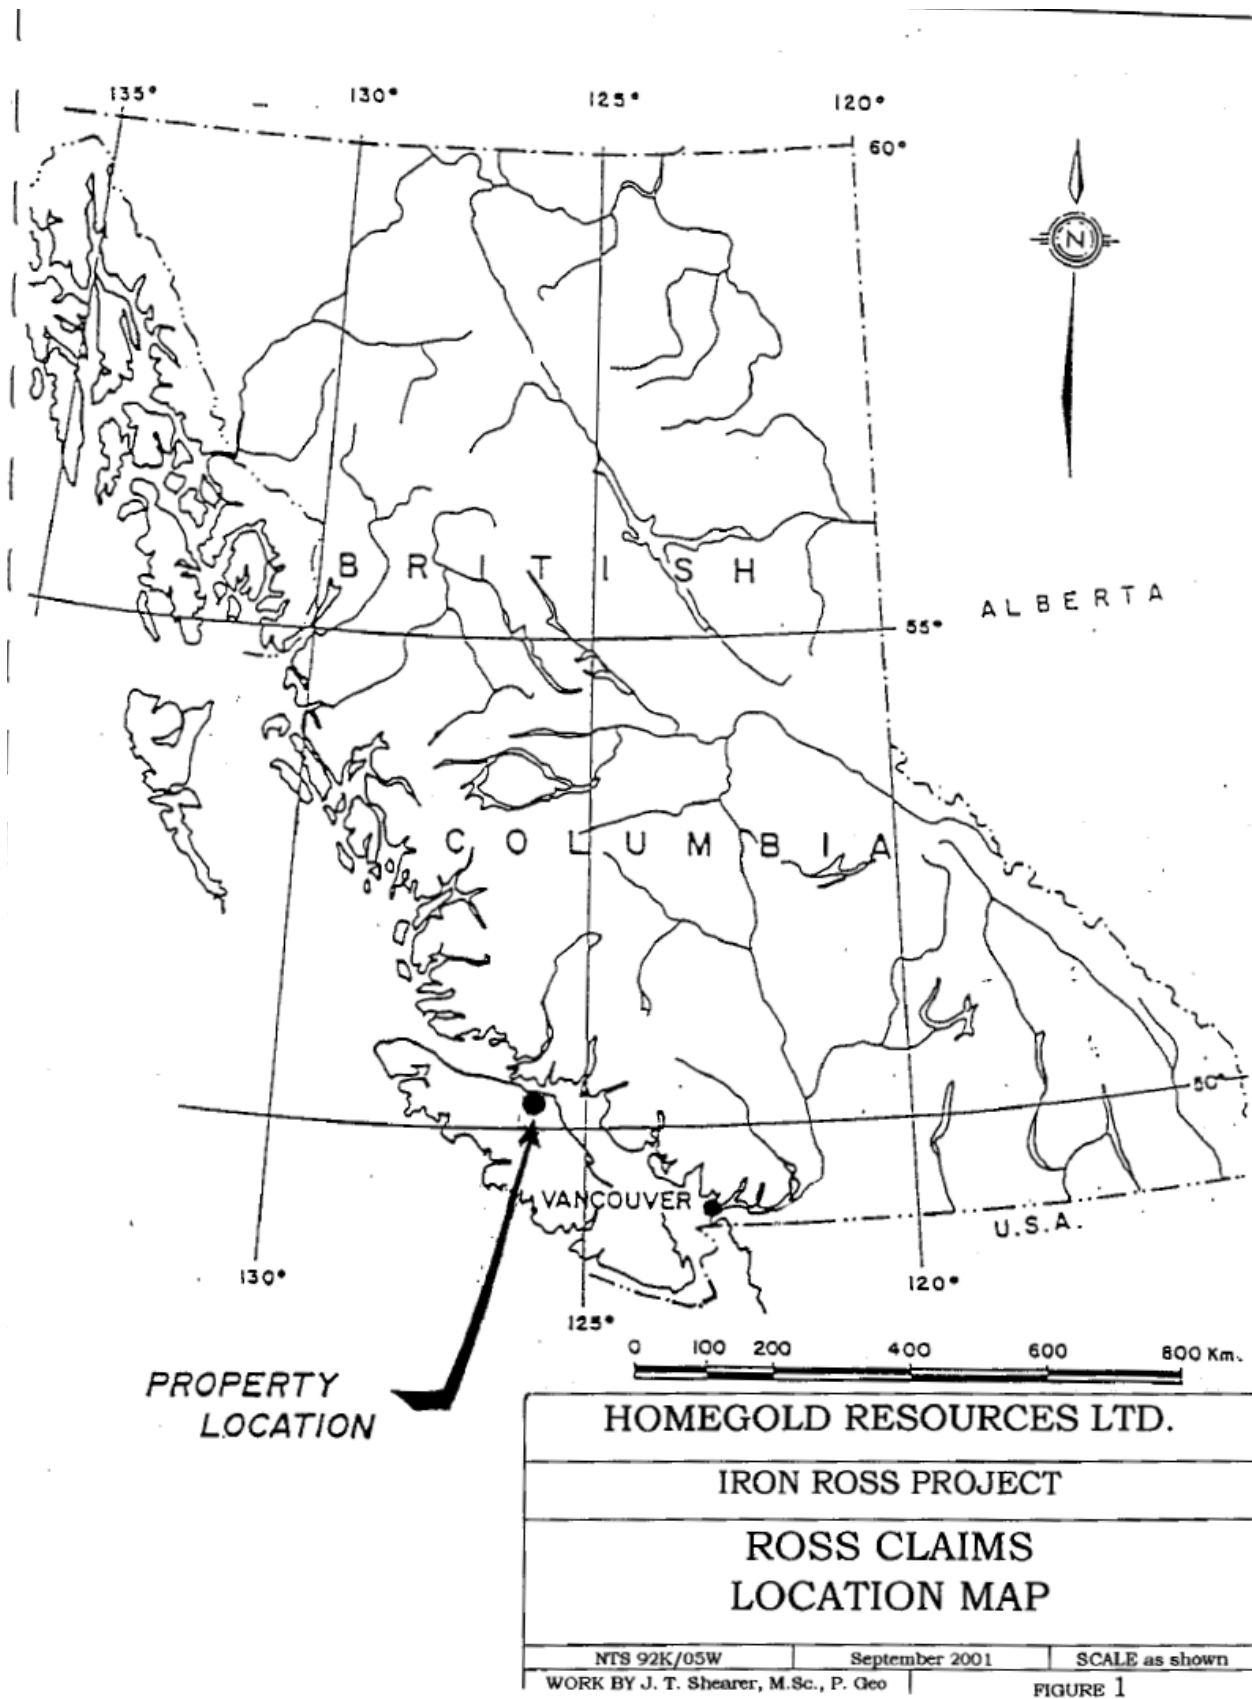 135° 130° 125° 120°
60°
N
BRITISH
ALBERTA
55°
COLUMBIA
50°
VANCOUVER
U.S.A.
130° 120°
125°
0 100 200 400 600 800 Km.
PROPERTY
LOCATION
HOMEGOLD RESOURCES LTD.
IRON ROSS PROJECT
ROSS CLAIMS
LOCATION MAP
NTS 92K/05W September 2001 SCALE as shown
WORK BY J. T. Shearer, M.Sc., P. Geo FIGURE 1